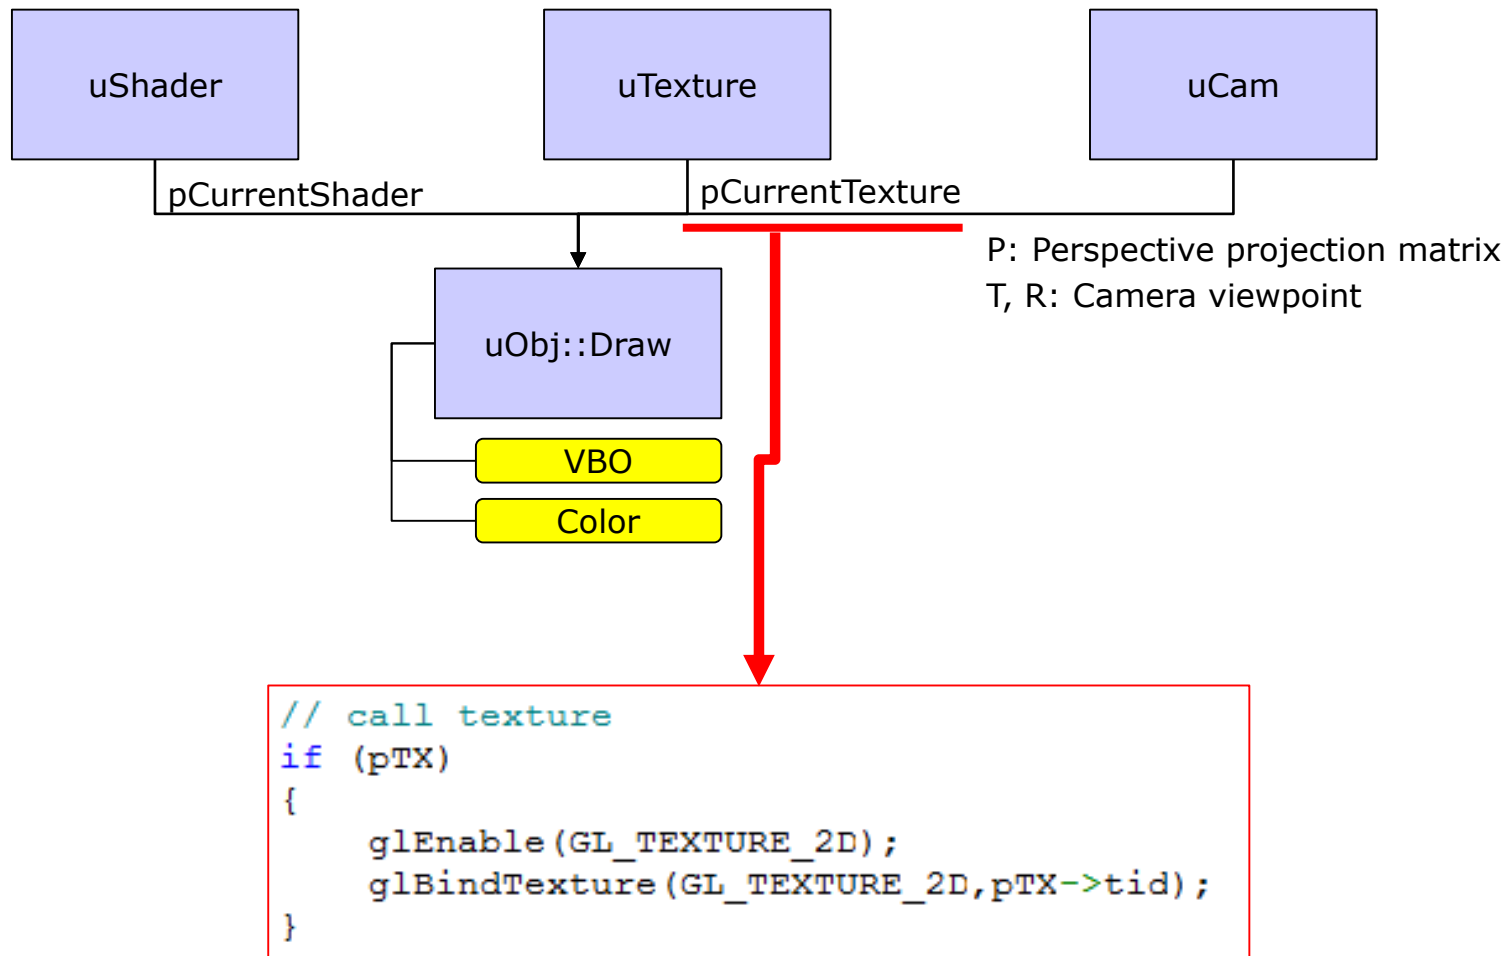 uShader
uTexture
uCam
pCurrentShader
pCurrentTexture
P: Perspective projection matrix
T, R: Camera viewpoint
uObj::Draw
VBO
Color
// call texture
if (pTX)
{
    glEnable(GL_TEXTURE_2D);
    glBindTexture(GL_TEXTURE_2D,pTX->tid);
}